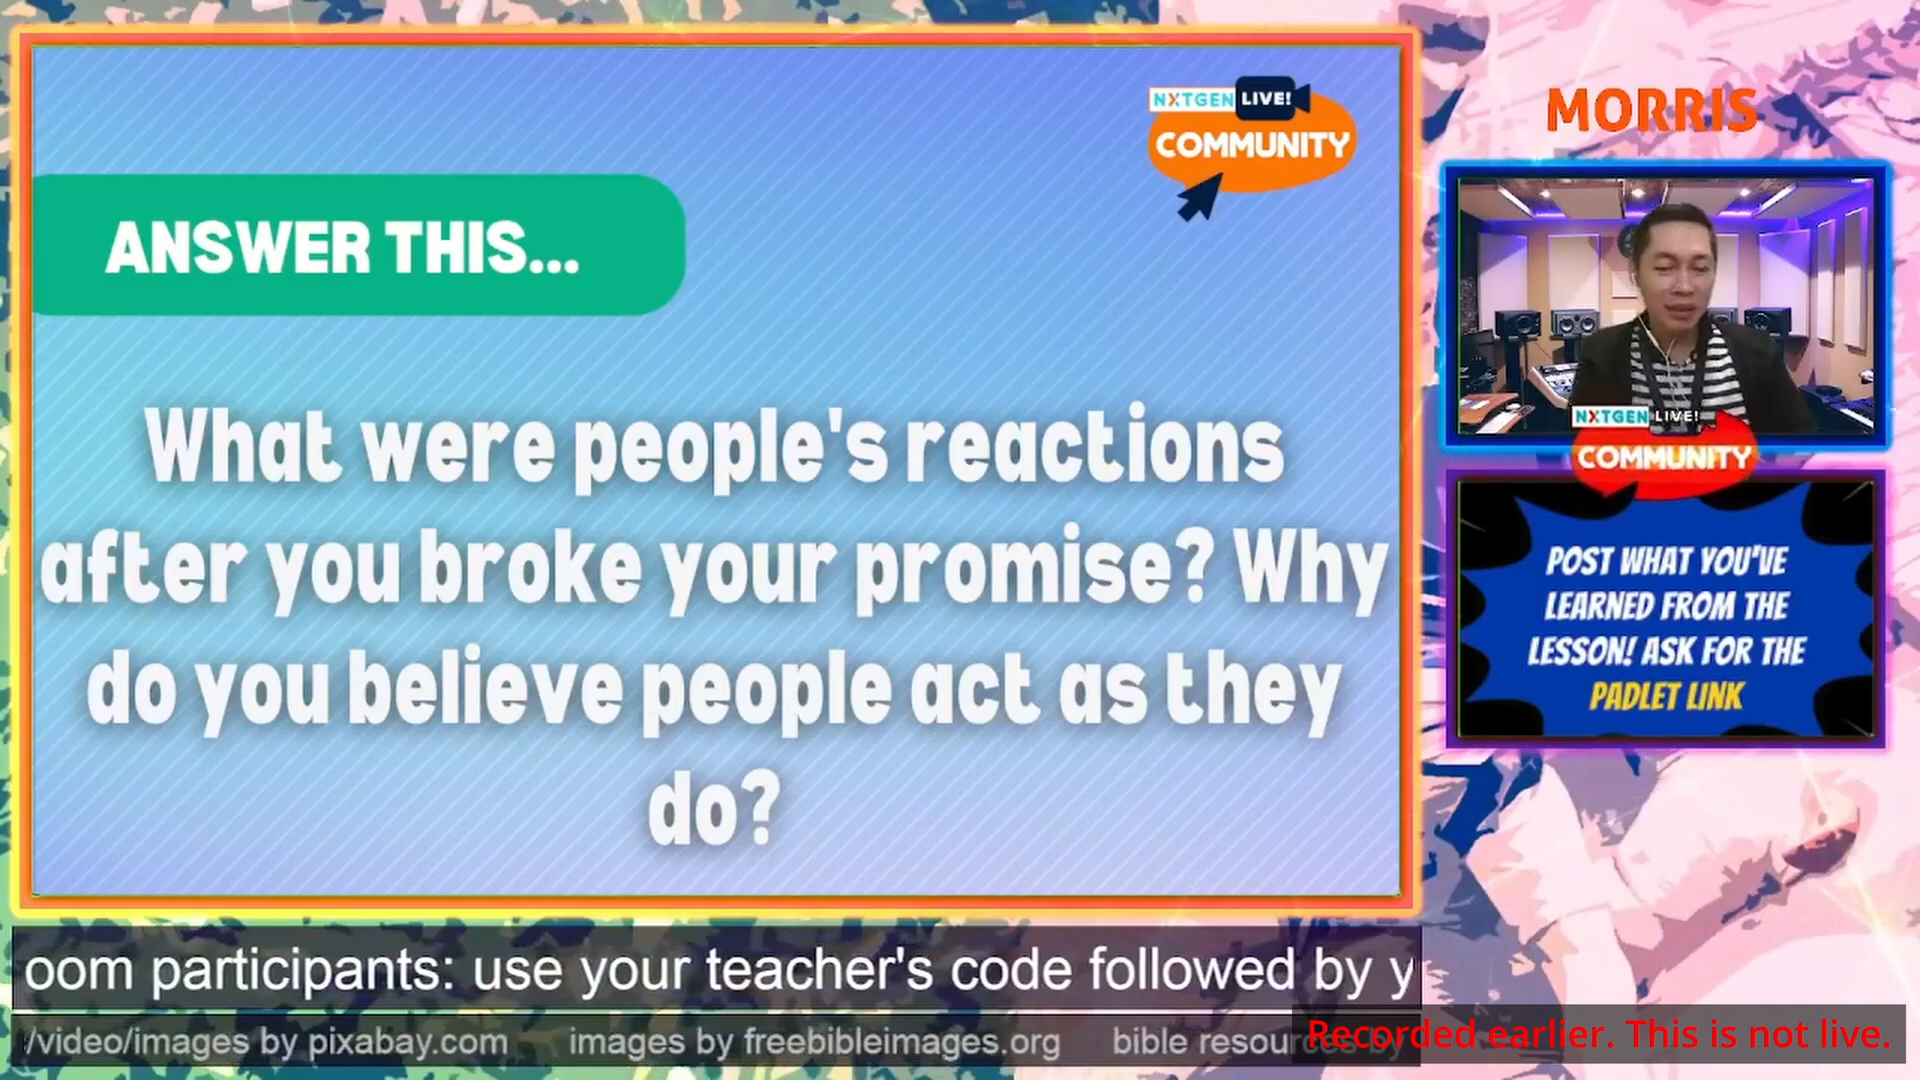 NXTGEN LIVE!
COMMUNITY
ANSWER THIS...
What were people's reactions
after you broke your promise? Why
do you believe people act as they
do?
MORRIS
NXTGEN LIVE!
COMMUNITY
POST WHAT YOU'VE
LEARNED FROM THE
LESSON! ASK FOR THE
PADLET LINK
oom participants: use your teacher's code followed by y
/video/images by pixabay.com images by freebibleimages.org bible resources by
Recorded earlier. This is not live.